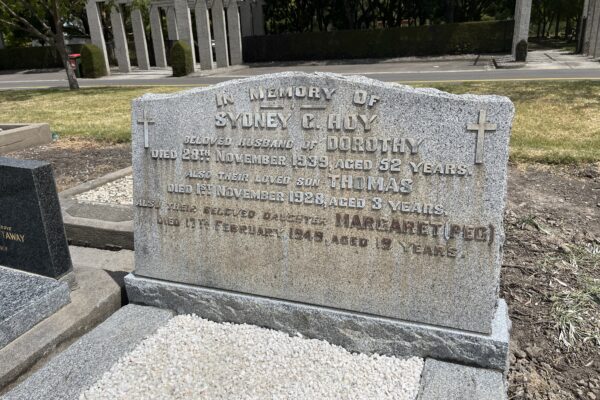 IN MEMORY OF
SYDNEY G. HOY
BELOVED HUSBAND OF DOROTHY
DIED 28TH NOVEMBER 1939, AGED 52 YEARS.
ALSO THEIR LOVED SON THOMAS
DIED 1ST NOVEMBER 1928, AGED 3 YEARS.
ALSO THEIR BELOVED DAUGHTER MARGARET (PEG)
DIED 17TH FEBRUARY 1945, AGED 19 YEARS.
TAWAY